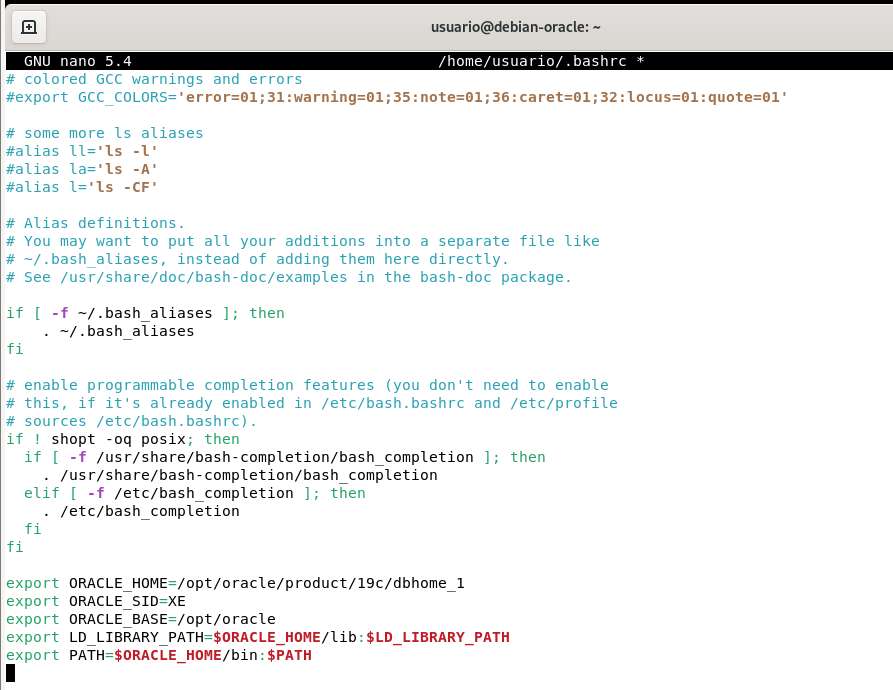 usuario@debian-oracle: ~
GNU nano 5.4 /home/usuario/.bashrc *
# colored GCC warnings and errors
#export GCC_COLORS='error=01;31:warning=01;35:note=01;36:caret=01;32:locus=01:quote=01'
# some more ls aliases
#alias ll='ls -l'
#alias la='ls -A'
#alias l='ls -CF'
# Alias definitions.
# You may want to put all your additions into a separate file like
# ~/.bash_aliases, instead of adding them here directly.
# See /usr/share/doc/bash-doc/examples in the bash-doc package.
if [ -f ~/.bash_aliases ]; then
    . ~/.bash_aliases
fi
# enable programmable completion features (you don't need to enable
# this, if it's already enabled in /etc/bash.bashrc and /etc/profile
# sources /etc/bash.bashrc).
if ! shopt -oq posix; then
  if [ -f /usr/share/bash-completion/bash_completion ]; then
    . /usr/share/bash-completion/bash_completion
  elif [ -f /etc/bash_completion ]; then
    . /etc/bash_completion
  fi
fi
export ORACLE_HOME=/opt/oracle/product/19c/dbhome_1
export ORACLE_SID=XE
export ORACLE_BASE=/opt/oracle
export LD_LIBRARY_PATH=$ORACLE_HOME/lib:$LD_LIBRARY_PATH
export PATH=$ORACLE_HOME/bin:$PATH